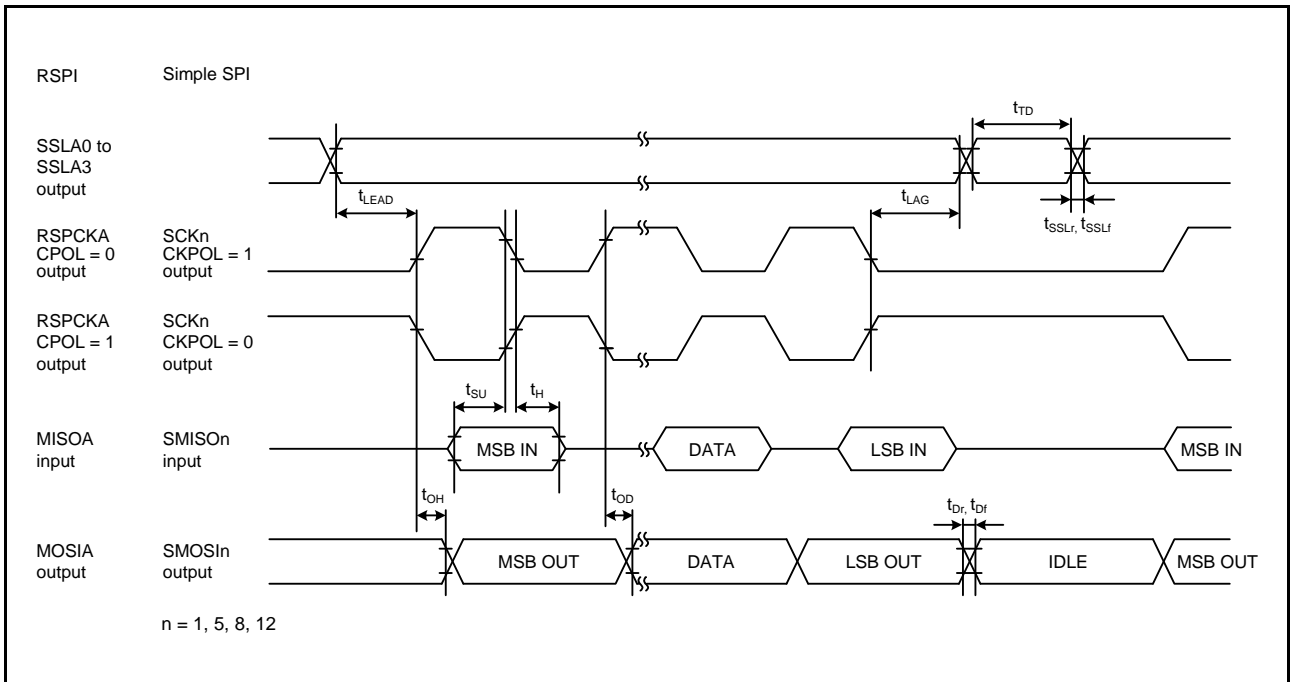 RSPI Simple SPI
tTD
SSLA0 to
SSLA3
output
tLEAD tLAG
tSSLr, tSSLf
RSPCKA SCKn
CPOL = 0 CKPOL = 1
output output
RSPCKA SCKn
CPOL = 1 CKPOL = 0
output output
tSU tH
MISOA SMISOn
input input
MSB IN DATA LSB IN MSB IN
tOH tOD tDr, tDf
MOSIA SMOSIn
output output
MSB OUT DATA LSB OUT IDLE MSB OUT
n = 1, 5, 8, 12